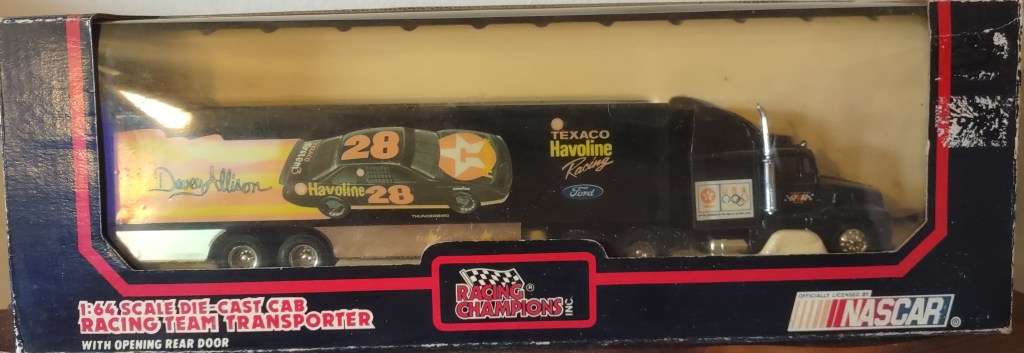 28
TEXACO
Havoline
Racing
Davey Allison
Havoline
28
Ford
THUNDERBIRD
USA
1:64 SCALE DIE-CAST CAB
RACING TEAM TRANSPORTER
WITH OPENING REAR DOOR
RACING ®
CHAMPIONS INC.
OFFICIALLY LICENSED BY
NASCAR ®